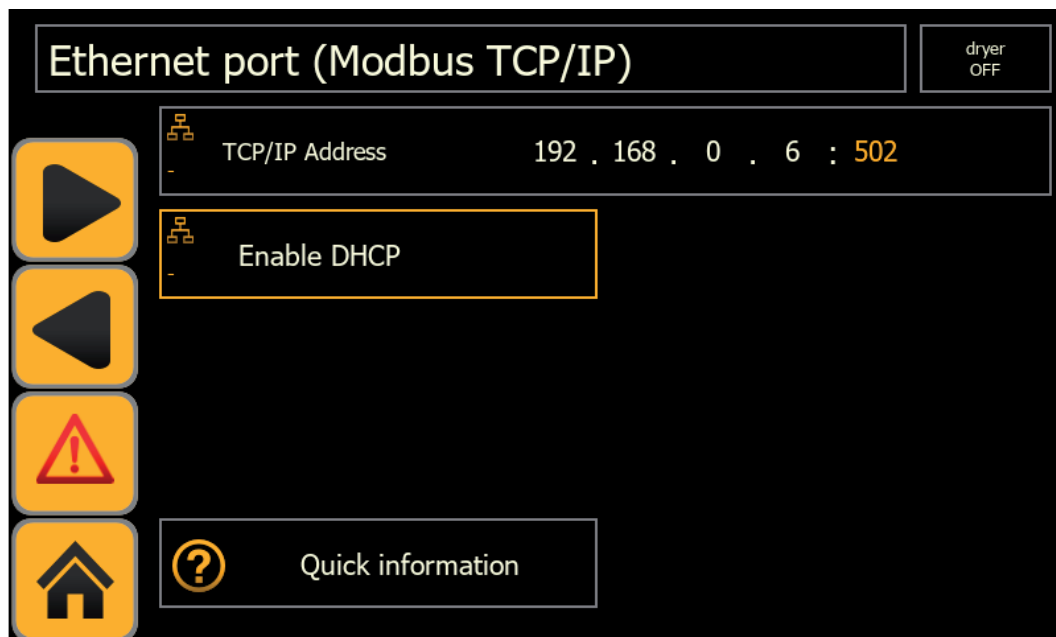 Ethernet port (Modbus TCP/IP)
dryer
OFF
TCP/IP Address 192 . 168 . 0 . 6 : 502
-
Enable DHCP
-
? Quick information